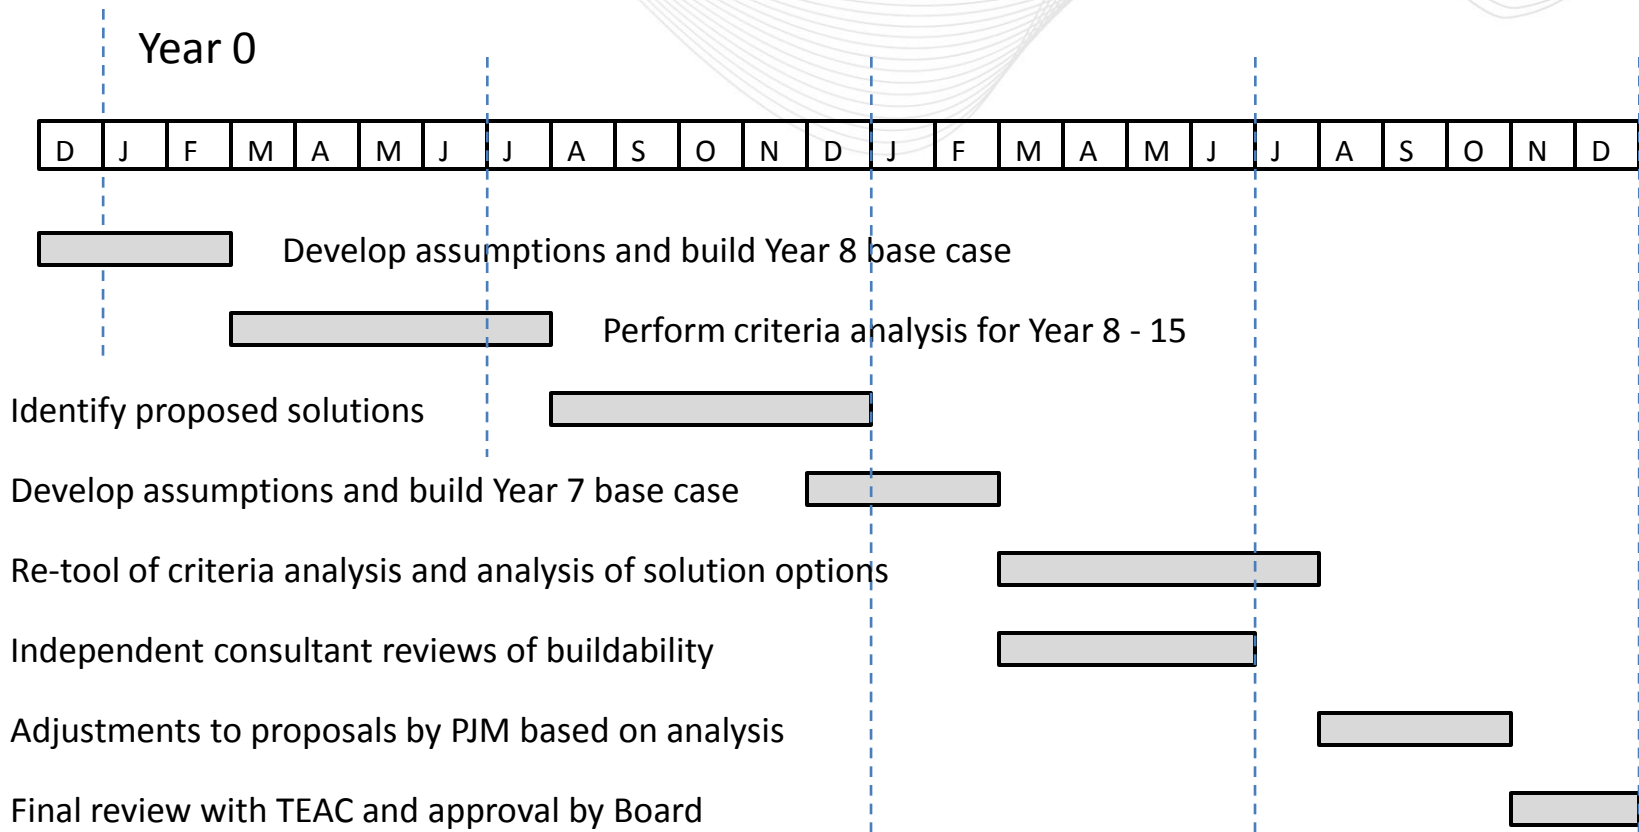 Year 0
D J F M A M J J A S O N D J F M A M J J A S O N D
Develop assumptions and build Year 8 base case
Perform criteria analysis for Year 8 - 15
Identify proposed solutions
Develop assumptions and build Year 7 base case
Re-tool of criteria analysis and analysis of solution options
Independent consultant reviews of buildability
Adjustments to proposals by PJM based on analysis
Final review with TEAC and approval by Board